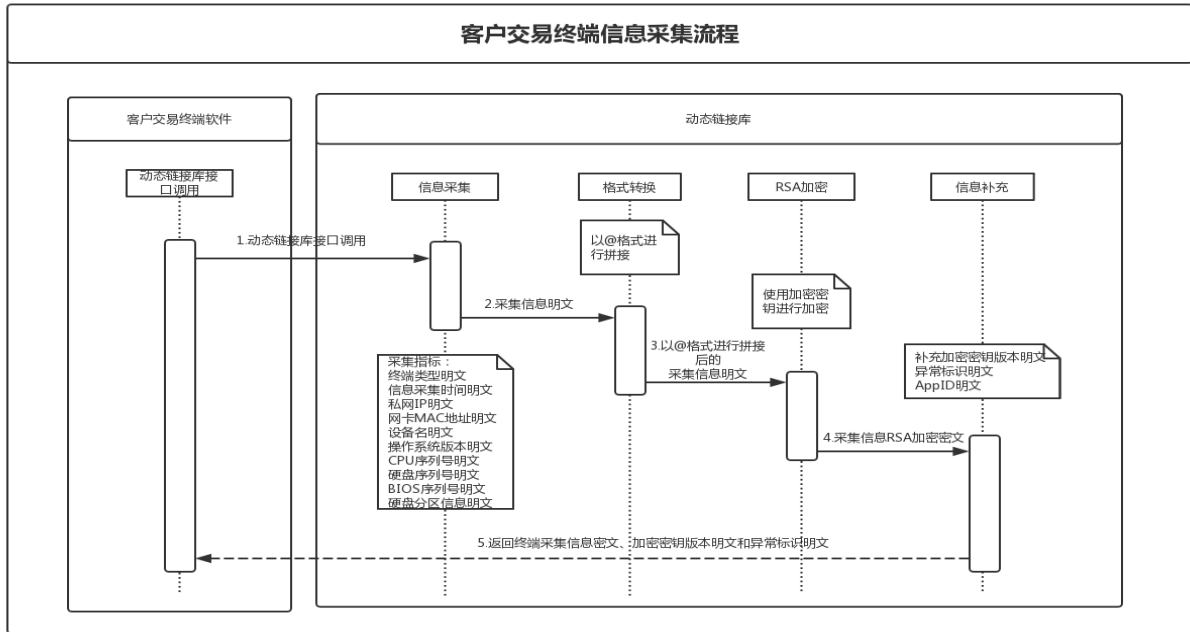 客户交易终端信息采集流程
客户交易终端软件
动态链接库
动态链接库接
口调用
信息采集
格式转换
RSA加密
信息补充
以@格式进
行拼接
1.动态链接库接口调用
使用加密密
钥进行加密
2.采集信息明文
3.以@格式进行拼接
后的
采集信息明文
补充加密密钥版本明文
异常标识明文
AppID明文
采集指标：
终端类型明文
信息采集时间明文
私网IP明文
网卡MAC地址明文
设备名明文
操作系统版本明文
CPU序列号明文
硬盘序列号明文
BIOS序列号明文
硬盘分区信息明文
4.采集信息RSA加密密文
5.返回终端采集信息密文、加密密钥版本明文和异常标识明文